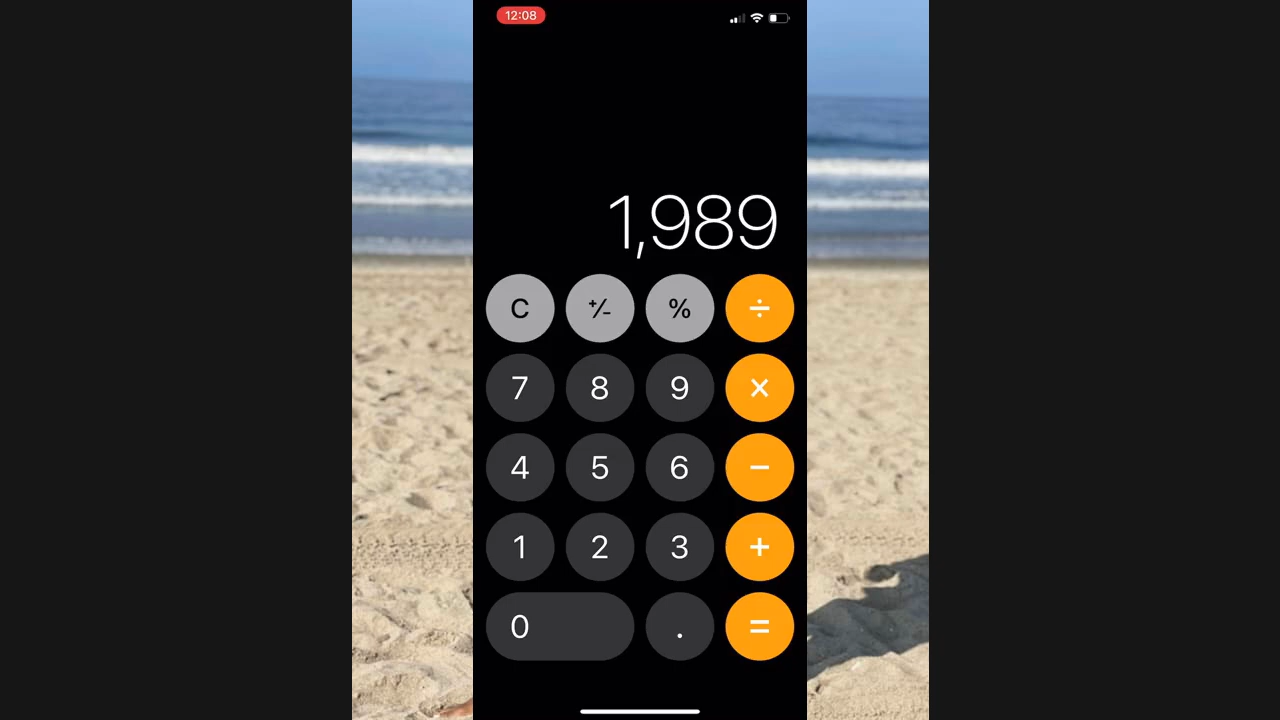 12:08
1,989
C +/- % ÷
7 8 9 ×
4 5 6 −
1 2 3 +
0 . =